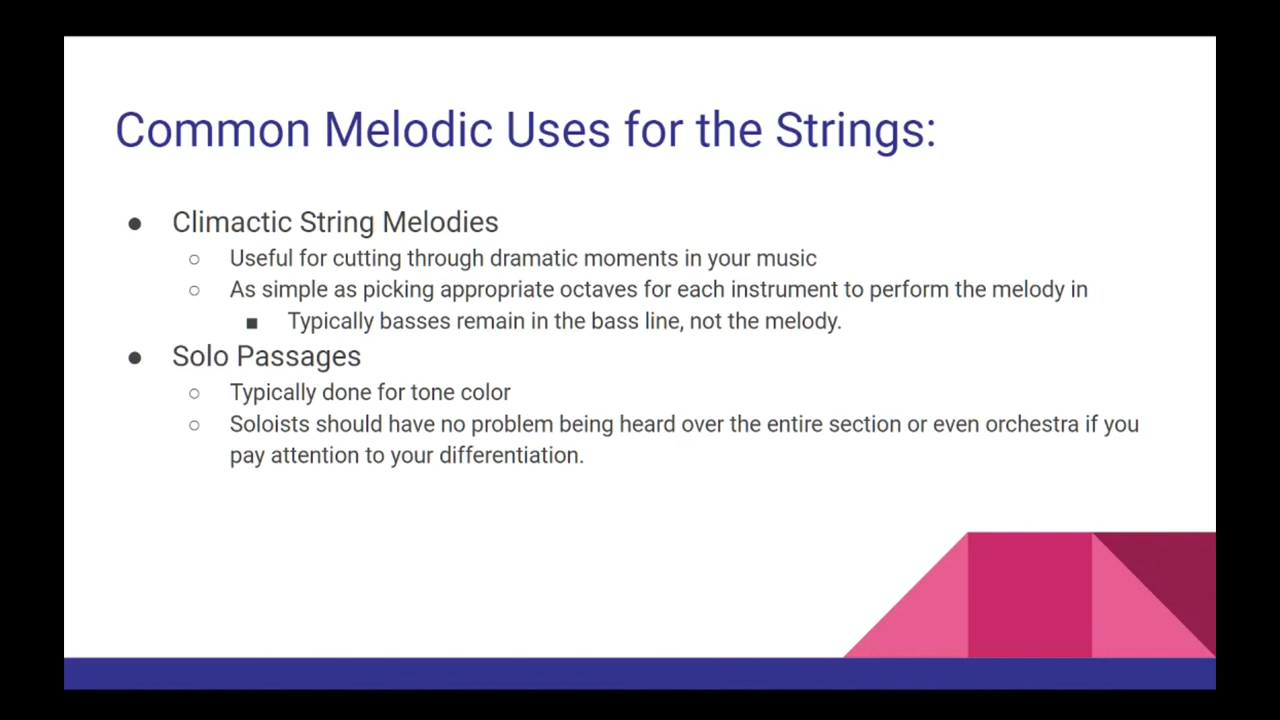 Common Melodic Uses for the Strings:
● Climactic String Melodies
○ Useful for cutting through dramatic moments in your music
○ As simple as picking appropriate octaves for each instrument to perform the melody in
■ Typically basses remain in the bass line, not the melody.
● Solo Passages
○ Typically done for tone color
○ Soloists should have no problem being heard over the entire section or even orchestra if you
pay attention to your differentiation.